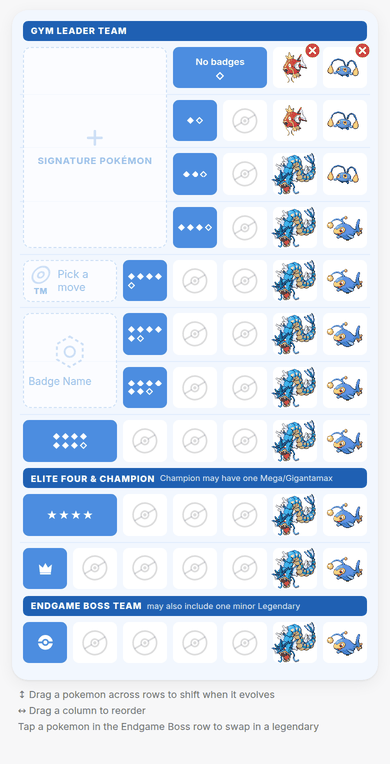 GYM LEADER TEAM
No badges
SIGNATURE POKÉMON
Pick a
move
TM
Badge Name
ELITE FOUR & CHAMPION Champion may have one Mega/Gigantamax
ENDGAME BOSS TEAM may also include one minor Legendary
↕ Drag a pokemon across rows to shift when it evolves
↔ Drag a column to reorder
Tap a pokemon in the Endgame Boss row to swap in a legendary